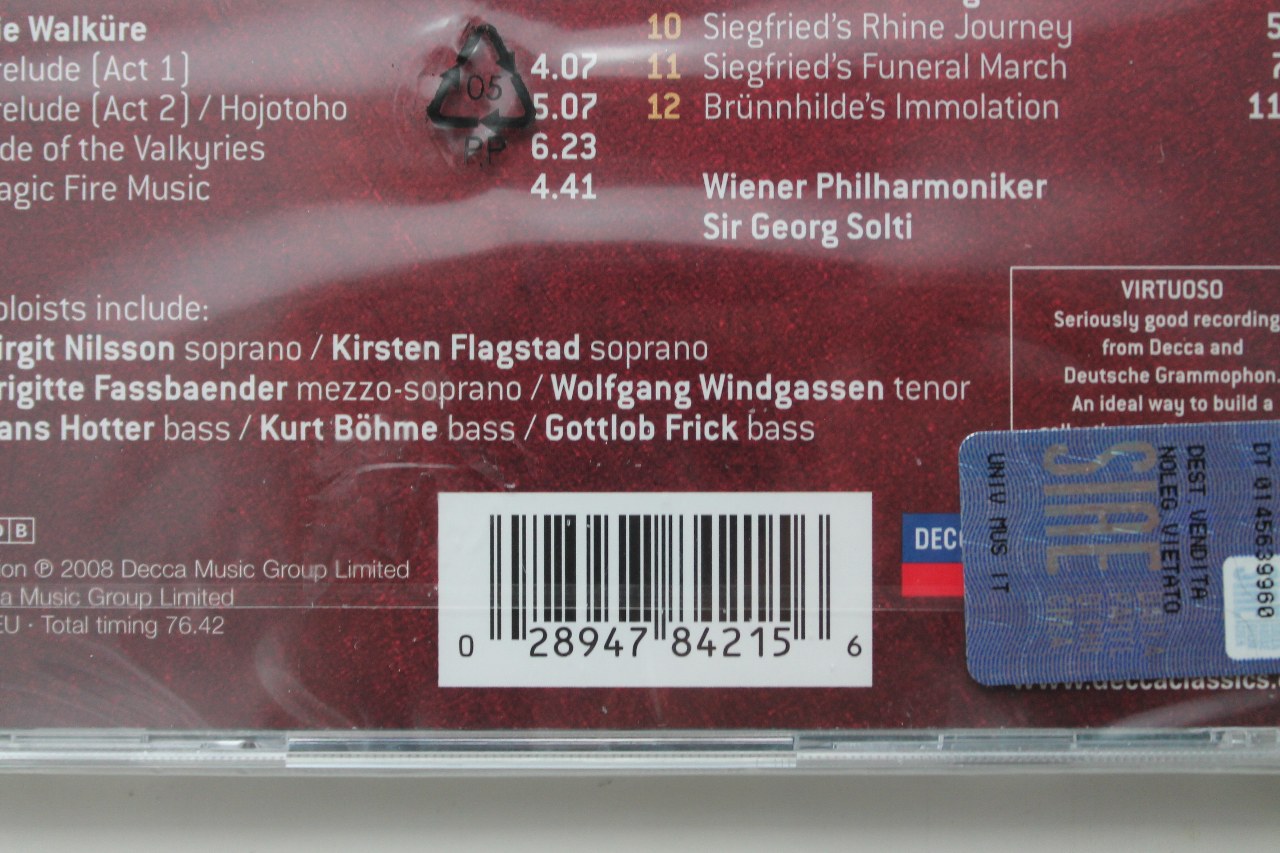 ie Walküre
relude (Act 1) 4.07
relude (Act 2) / Hojotoho 5.07
de of the Valkyries 6.23
agic Fire Music 4.41
05
PP
10 Siegfried's Rhine Journey 5
11 Siegfried's Funeral March 7
12 Brünnhilde's Immolation 11
Wiener Philharmoniker
Sir Georg Solti
oloists include:
irgit Nilsson soprano / Kirsten Flagstad soprano
rigitte Fassbaender mezzo-soprano / Wolfgang Windgassen tenor
ans Hotter bass / Kurt Böhme bass / Gottlob Frick bass
VIRTUOSO
Seriously good recording
from Decca and
Deutsche Grammophon.
An ideal way to build a
D B
ion ℗ 2008 Decca Music Group Limited
a Music Group Limited
EU · Total timing 76.42
0 28947 84215 6
DECC
UNIV MUS IT
SIAE
NOLEG VIETATO
DEST VENDITA
DT 014569960
www.deccaclassics.c